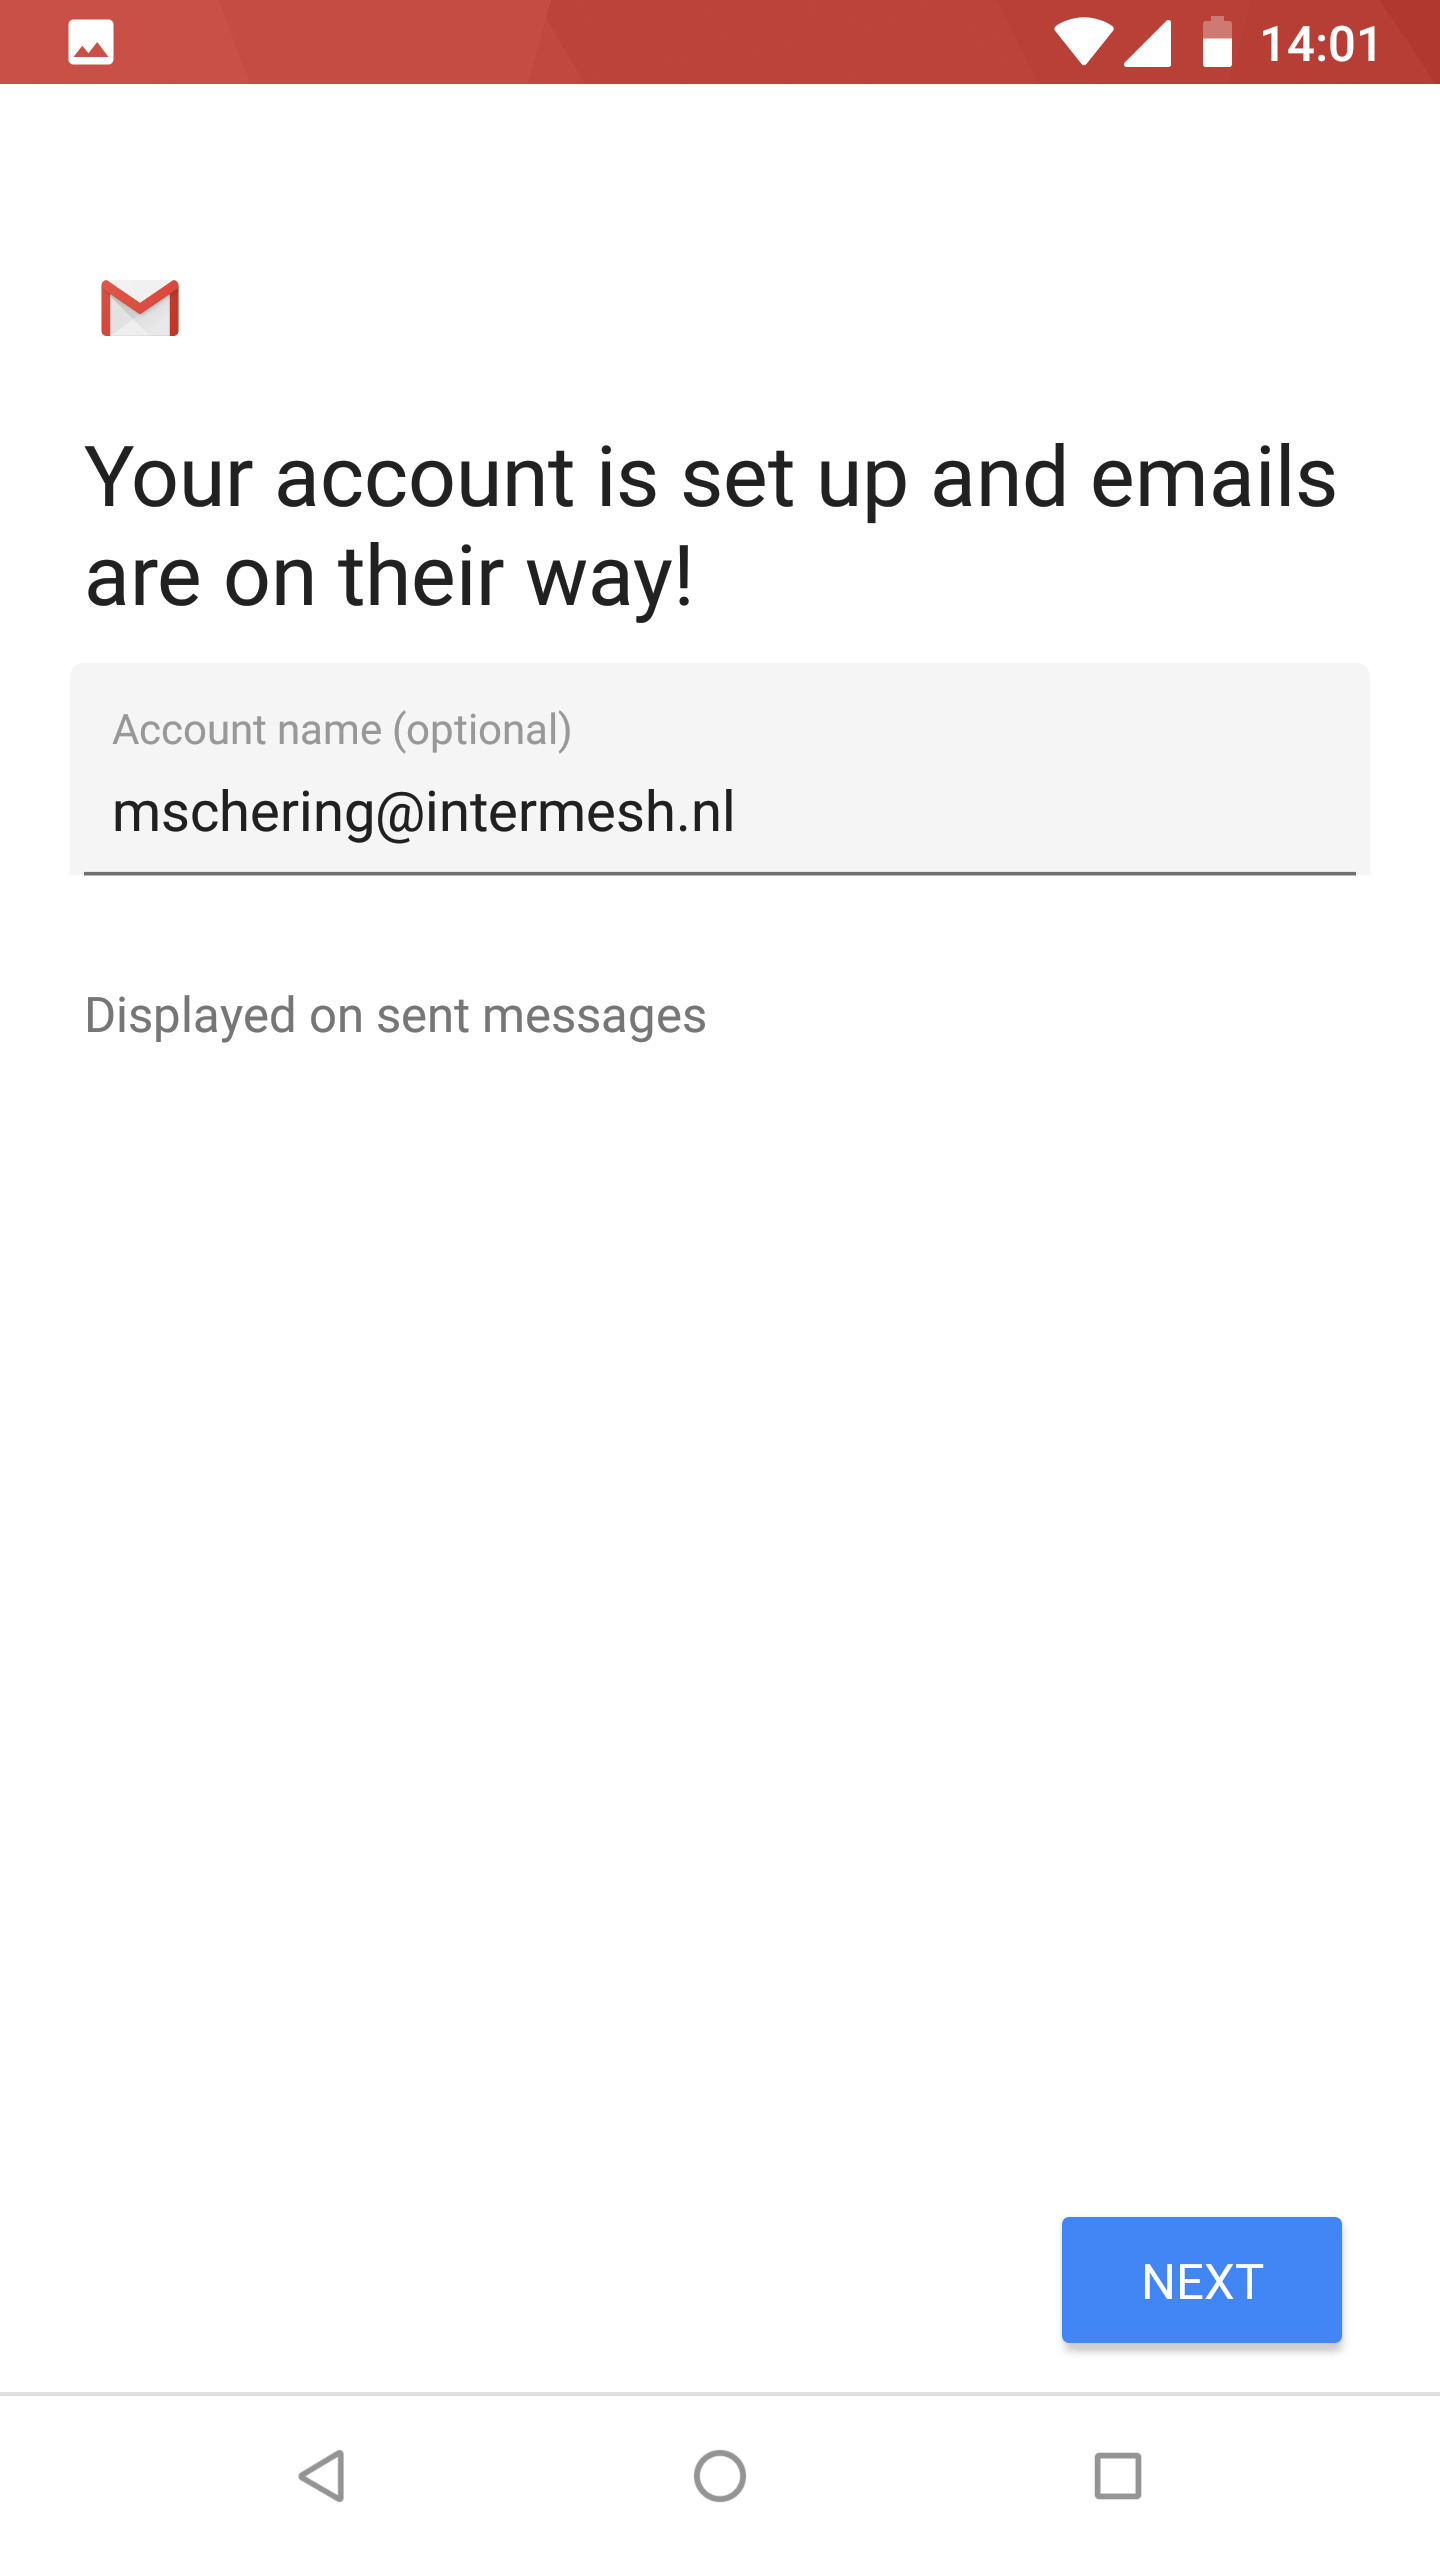 14:01
Your account is set up and emails
are on their way!
Account name (optional)
mschering@intermesh.nl
Displayed on sent messages
NEXT